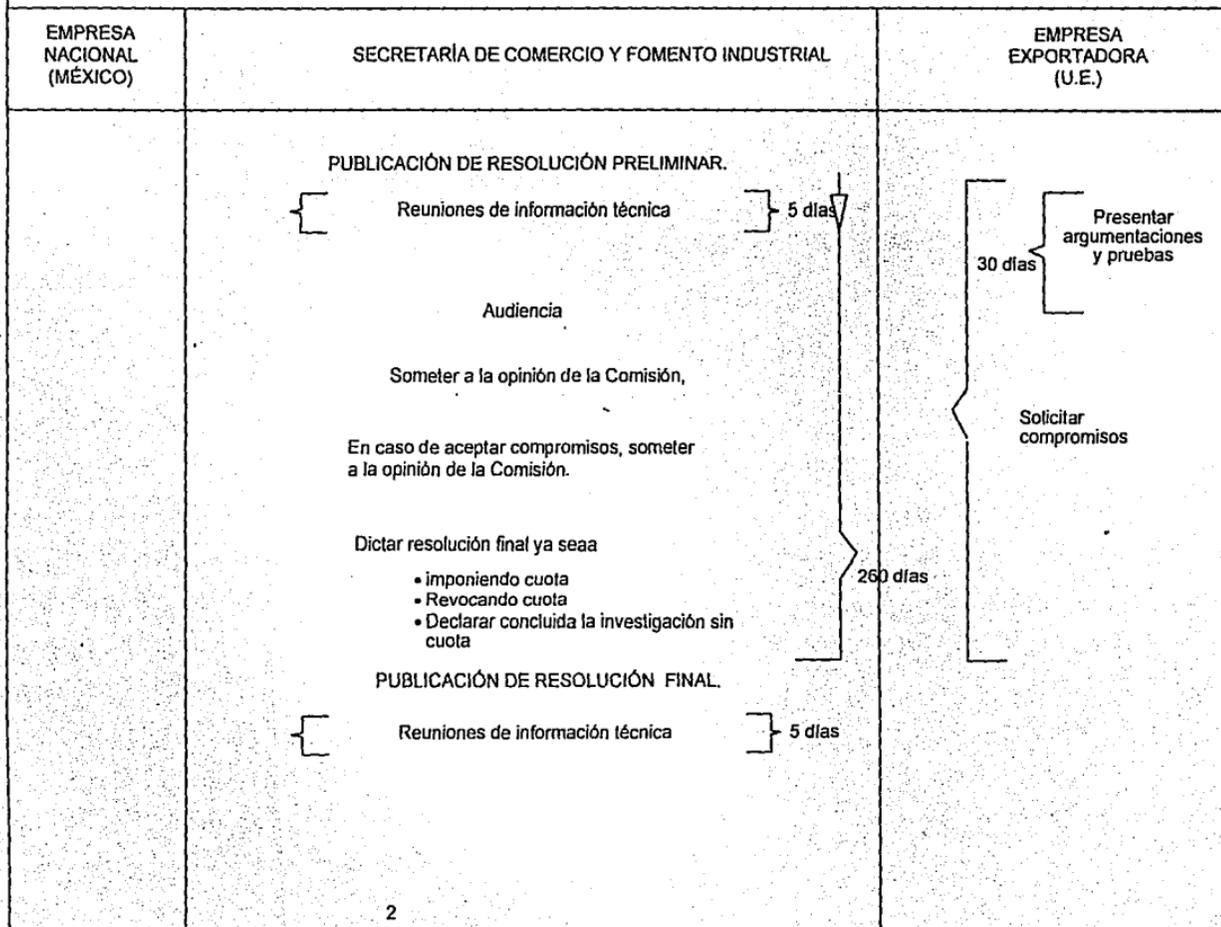 EMPRESA
NACIONAL
(MÉXICO)
SECRETARÍA DE COMERCIO Y FOMENTO INDUSTRIAL
EMPRESA
EXPORTADORA
(U.E.)
PUBLICACIÓN DE RESOLUCIÓN PRELIMINAR.
Reuniones de información técnica
5 días
30 días
Presentar
argumentaciones
y pruebas
Audiencia
Someter a la opinión de la Comisión,
Solicitar
compromisos
En caso de aceptar compromisos, someter
a la opinión de la Comisión.
Dictar resolución final ya seaa
• imponiendo cuota
• Revocando cuota
• Declarar concluida la investigación sin
cuota
260 días
PUBLICACIÓN DE RESOLUCIÓN FINAL.
Reuniones de información técnica
5 días
2